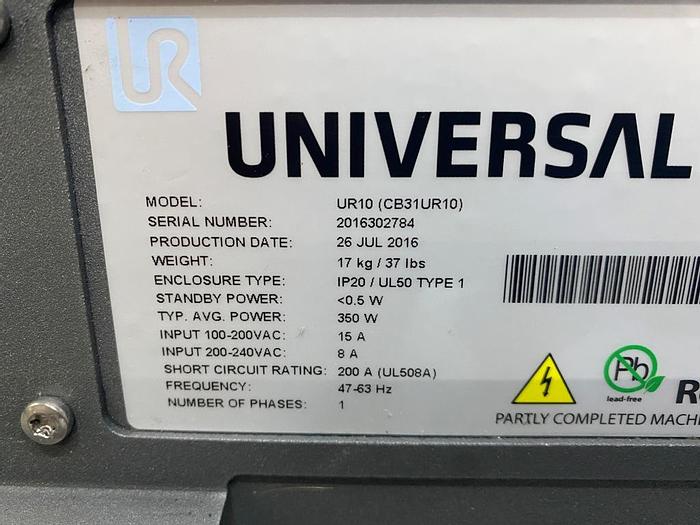 UR
UNIVERSAL
MODEL: UR10 (CB31UR10)
SERIAL NUMBER: 2016302784
PRODUCTION DATE: 26 JUL 2016
WEIGHT: 17 kg / 37 lbs
ENCLOSURE TYPE: IP20 / UL50 TYPE 1
STANDBY POWER: <0.5 W
TYP. AVG. POWER: 350 W
INPUT 100-200VAC: 15 A
INPUT 200-240VAC: 8 A
SHORT CIRCUIT RATING: 200 A (UL508A)
FREQUENCY: 47-63 Hz
NUMBER OF PHASES: 1
Pb
lead-free
PARTLY COMPLETED